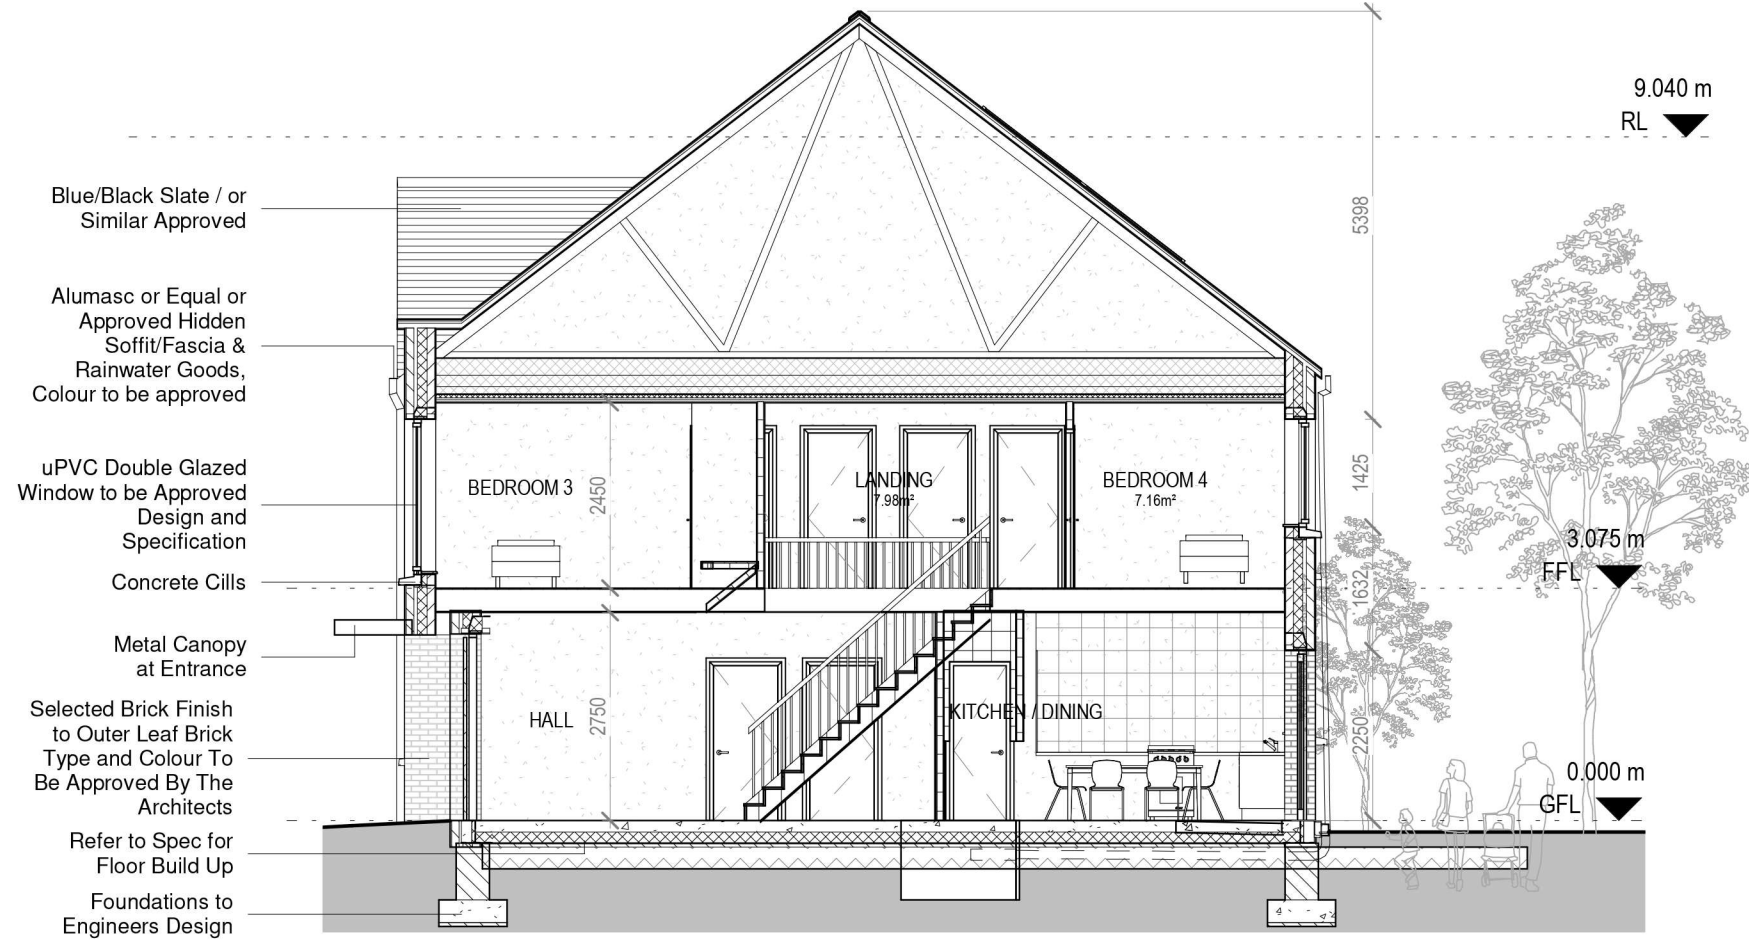 9.040 m
RL
Blue/Black Slate / or
Similar Approved
5398
Alumasc or Equal or
Approved Hidden
Soffit/Fascia &
Rainwater Goods,
Colour to be approved
uPVC Double Glazed
Window to be Approved
Design and
Specification
BEDROOM 3
2450
LANDING
7.98m²
BEDROOM 4
7.16m²
1425
3.075 m
FFL
Concrete Cills
1632
Metal Canopy
at Entrance
Selected Brick Finish
to Outer Leaf Brick
Type and Colour To
Be Approved By The
Architects
HALL
2750
KITCHEN / DINING
2250
0.000 m
GFL
Refer to Spec for
Floor Build Up
Foundations to
Engineers Design